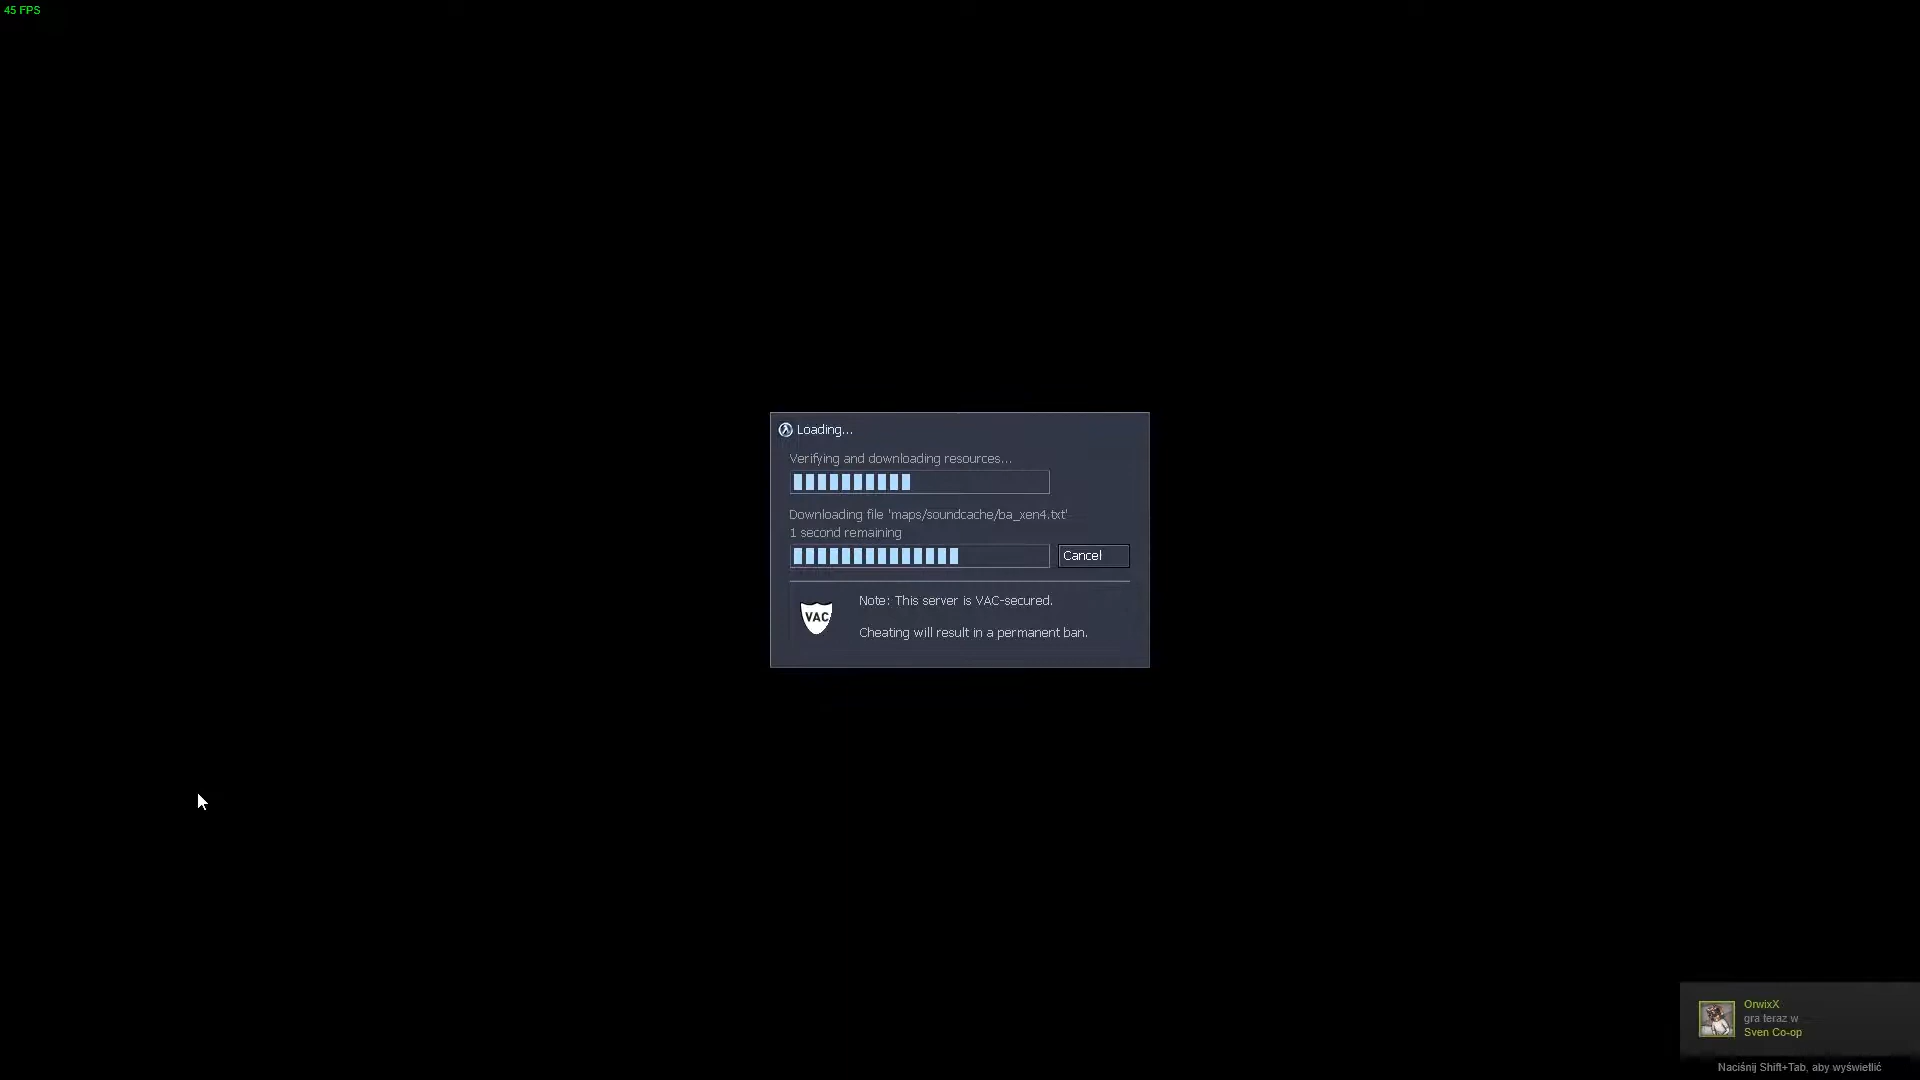 45 FPS
Loading...
Verifying and downloading resources...
Downloading file 'maps/soundcache/ba_xen4.txt'
1 second remaining
Cancel
VAC
Note: This server is VAC-secured.
Cheating will result in a permanent ban.
OrwixX
gra teraz w
Sven Co-op
Naciśnij Shift+Tab, aby wyświetlić